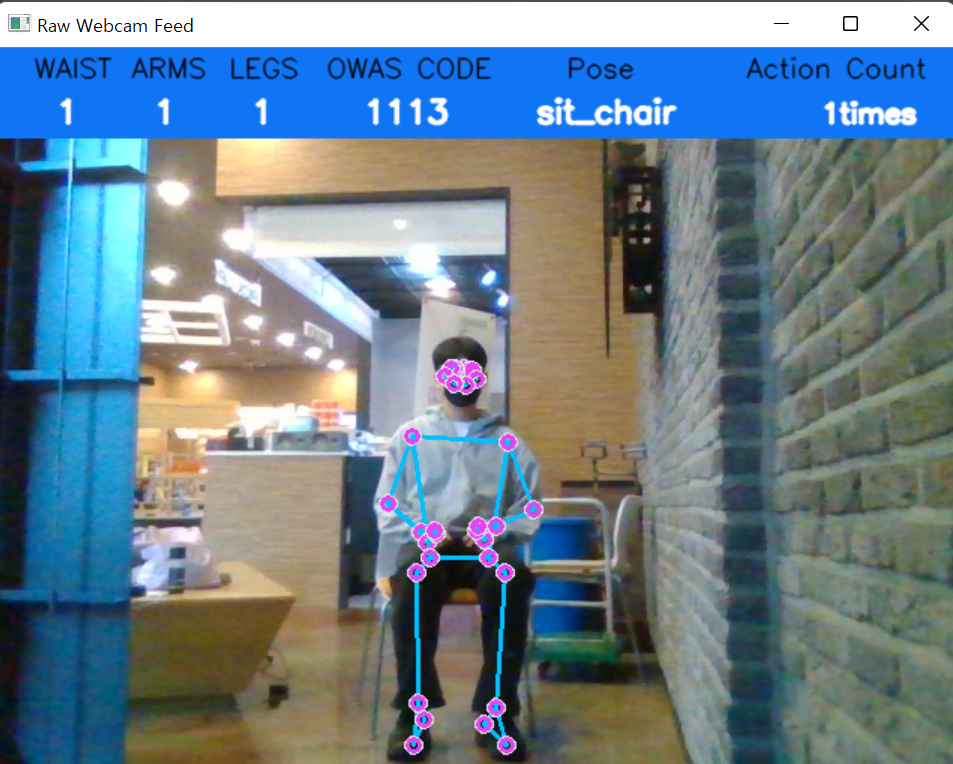 Raw Webcam Feed
WAIST ARMS LEGS OWAS CODE Pose Action Count
1 1 1 1113 sit_chair 1times